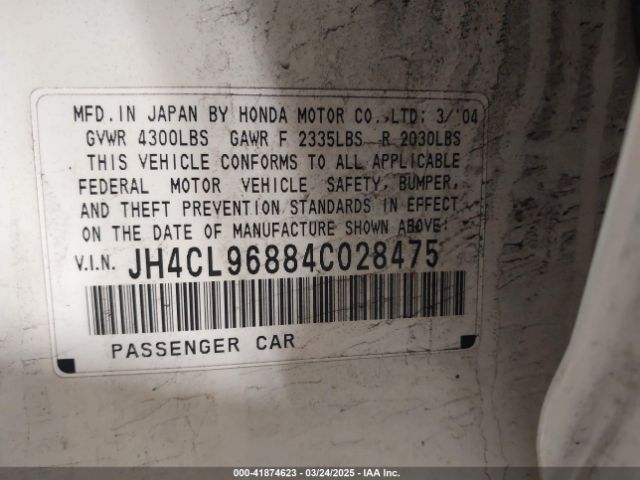 MFD. IN JAPAN BY HONDA MOTOR CO., LTD: 3/'04
GVWR 4300LBS GAWR F 2335LBS R 2030LBS
THIS VEHICLE CONFORMS TO ALL APPLICABLE
FEDERAL MOTOR VEHICLE SAFETY, BUMPER,
AND THEFT PREVENTION STANDARDS IN EFFECT
ON THE DATE OF MANUFACTURE SHOWN ABOVE.
V.I.N. JH4CL96884C028475
PASSENGER CAR
000-41874623 - 03/24/2025 - IAA Inc.